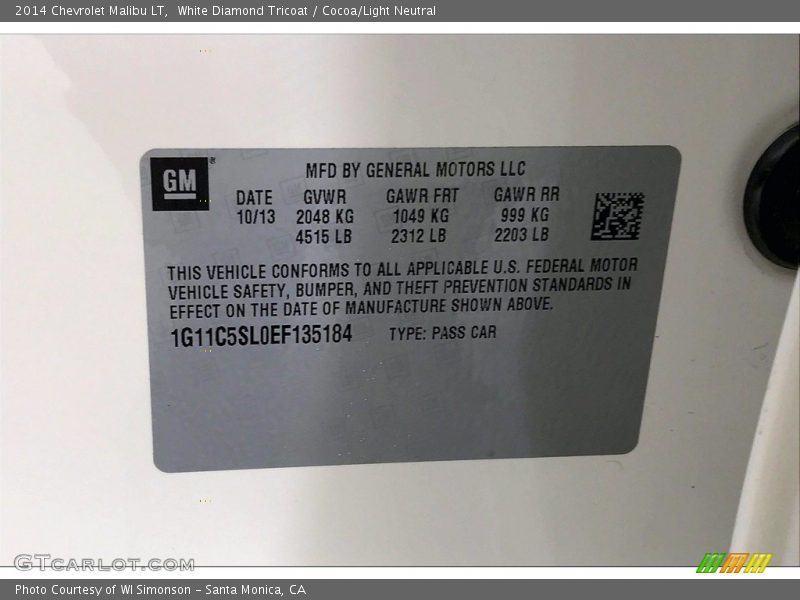 2014 Chevrolet Malibu LT,  White Diamond Tricoat / Cocoa/Light Neutral
GM®
MFD BY GENERAL MOTORS LLC
DATE GVWR GAWR FRT GAWR RR
10/13 2048 KG 1049 KG 999 KG
4515 LB 2312 LB 2203 LB
THIS VEHICLE CONFORMS TO ALL APPLICABLE U.S. FEDERAL MOTOR
VEHICLE SAFETY, BUMPER, AND THEFT PREVENTION STANDARDS IN
EFFECT ON THE DATE OF MANUFACTURE SHOWN ABOVE.
1G11C5SL0EF135184 TYPE: PASS CAR
GTCARLOT.COM
Photo Courtesy of WI Simonson – Santa Monica, CA